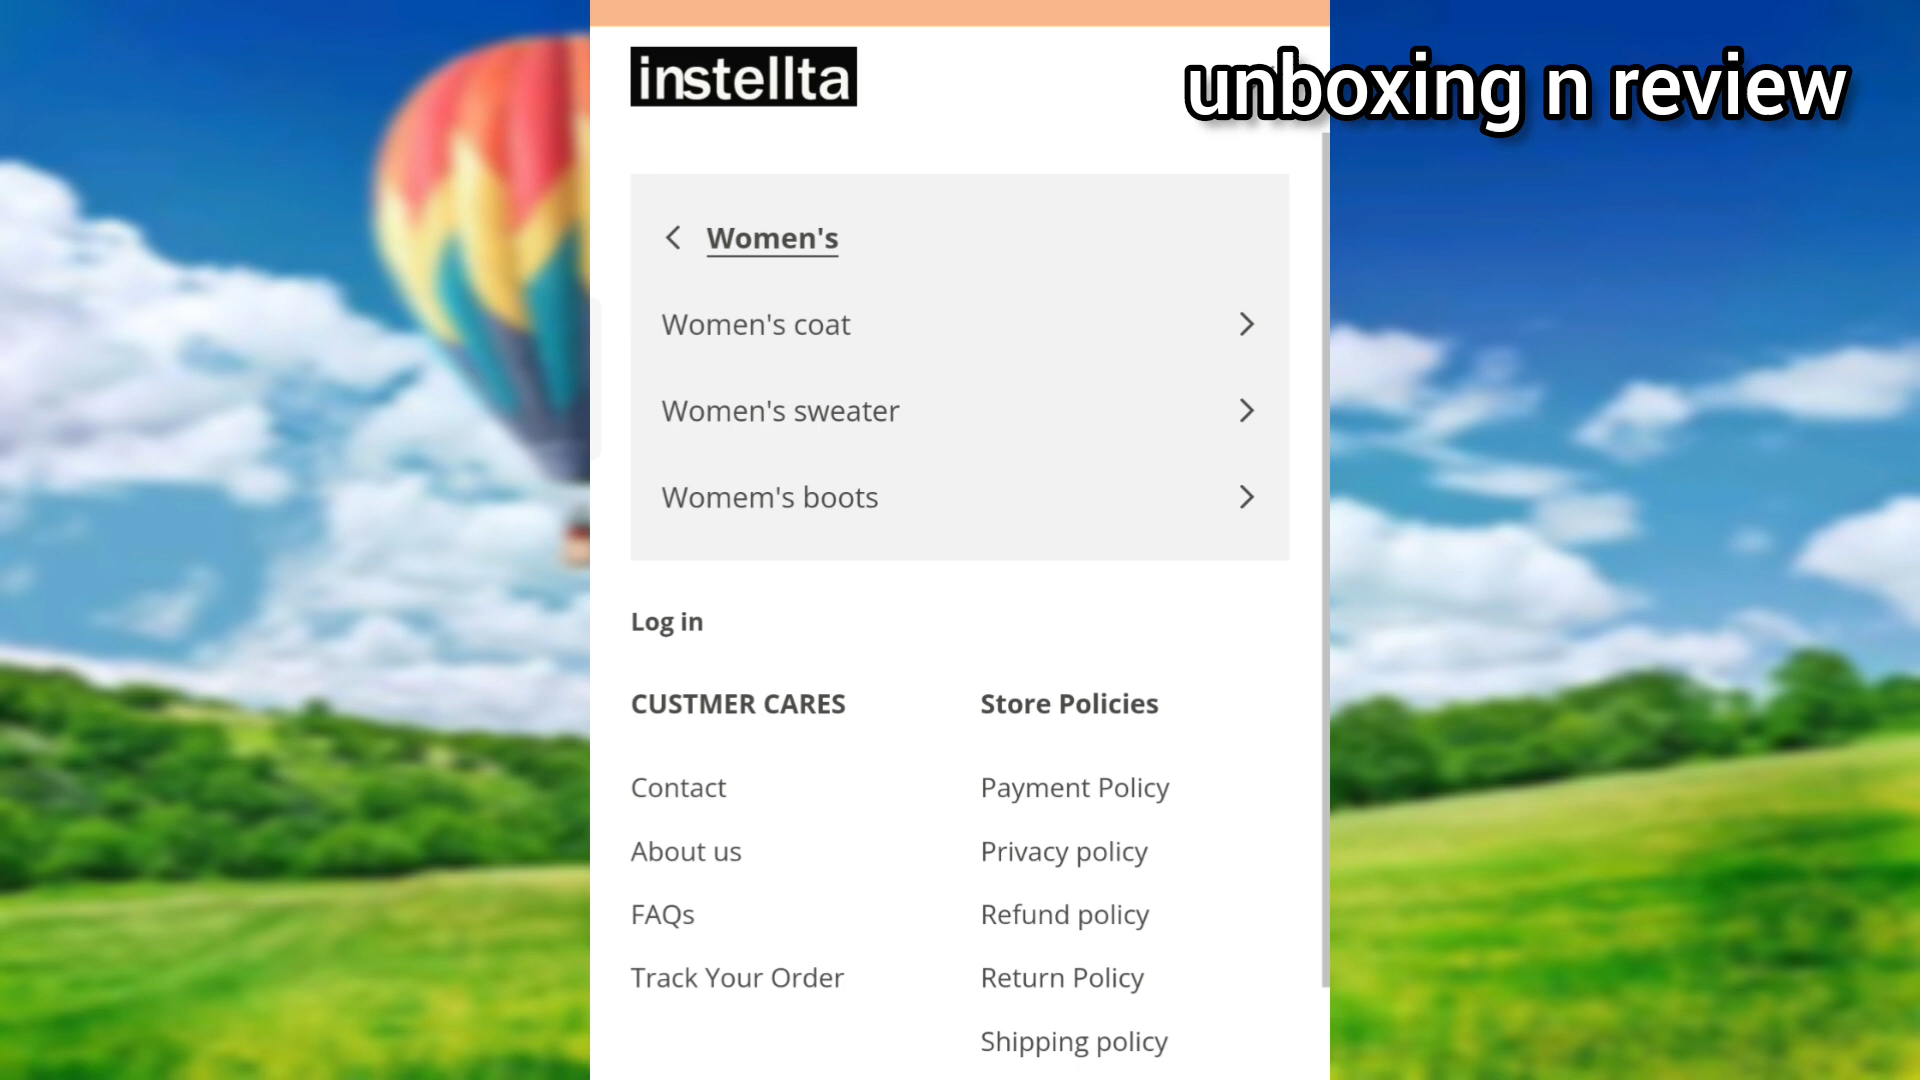 instellta
unboxing n review
Women's
Women's coat
Women's sweater
Womem's boots
Log in
CUSTMER CARES
Contact
About us
FAQs
Track Your Order
Store Policies
Payment Policy
Privacy policy
Refund policy
Return Policy
Shipping policy